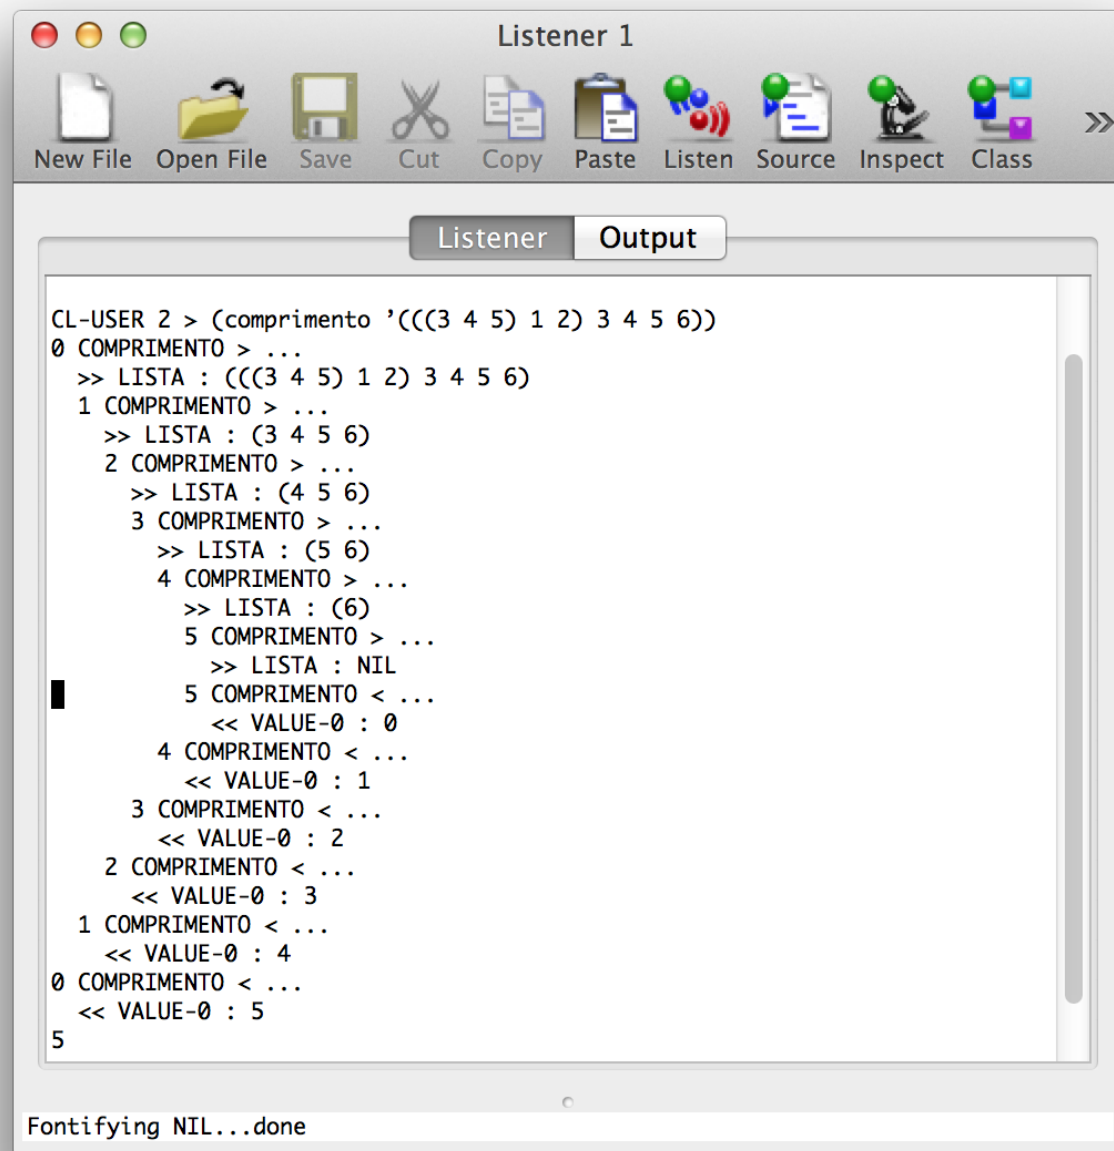 Listener 1
New File Open File Save Cut Copy Paste Listen Source Inspect Class
Listener Output
CL-USER 2 > (comprimento '(((3 4 5) 1 2) 3 4 5 6))
0 COMPRIMENTO > ...
>> LISTA : (((3 4 5) 1 2) 3 4 5 6)
1 COMPRIMENTO > ...
>> LISTA : (3 4 5 6)
2 COMPRIMENTO > ...
>> LISTA : (4 5 6)
3 COMPRIMENTO > ...
>> LISTA : (5 6)
4 COMPRIMENTO > ...
>> LISTA : (6)
5 COMPRIMENTO > ...
>> LISTA : NIL
5 COMPRIMENTO < ...
<< VALUE-0 : 0
4 COMPRIMENTO < ...
<< VALUE-0 : 1
3 COMPRIMENTO < ...
<< VALUE-0 : 2
2 COMPRIMENTO < ...
<< VALUE-0 : 3
1 COMPRIMENTO < ...
<< VALUE-0 : 4
0 COMPRIMENTO < ...
<< VALUE-0 : 5
5
Fontifying NIL...done